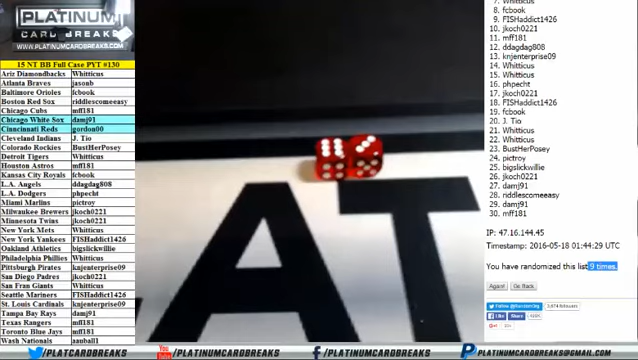 PLATINUM
CARD BREAKS
PLATINUMCARDBREAKS.COM
15 NT BB Full Case PYT #130
Ariz Diamondbacks Whitticus
Atlanta Braves jasonb
Baltimore Orioles fcbook
Boston Red Sox riddlescomeeasy
Chicago Cubs mff181
Chicago White Sox damj91
Cinncinnati Reds gordon00
Cleveland Indians J. Tio
Colorado Rockies BustHerPosey
Detroit Tigers Whitticus
Houston Astros mff181
Kansas City Royals fcbook
L.A. Angels ddagdag808
L.A. Dodgers phpecht
Miami Marlins pictroy
Milwaukee Brewers jkoch0221
Minnesota Twins jkoch0221
New York Mets Whitticus
New York Yankees FISHaddict1426
Oakland Athletics bigslickwillie
Philadelphia Phillies Whitticus
Pittsburgh Pirates knjenterprise09
San Diego Padres jkoch0221
San Fran Giants Whitticus
Seattle Mariners FISHaddict1426
St. Louis Cardinals knjenterprise09
Tampa Bay Rays damj91
Texas Rangers mff181
Toronto Blue Jays mff181
Wash Nationals aaubal11
AT
7. Whitticus
8. fcbook
9. FISHaddict1426
10. jkoch0221
11. mff181
12. ddagdag808
13. knjenterprise09
14. Whitticus
15. Whitticus
16. phpecht
17. jkoch0221
18. FISHaddict1426
19. fcbook
20. J. Tio
21. Whitticus
22. Whitticus
23. BustHerPosey
24. pictroy
25. bigslickwillie
26. jkoch0221
27. damj91
28. riddlescomeeasy
29. damj91
30. mff181
IP: 47.16.144.45
Timestamp: 2016-05-18 01:44:29 UTC
You have randomized this list 9 times.
Again! Go Back
Like Share
/PLATCARDBREAKS
You Tube /PLATINUMCARDBREAKS
/PLATINUMCARDBREAKS
PLATINUMCARDBREAKS@GMAIL.COM